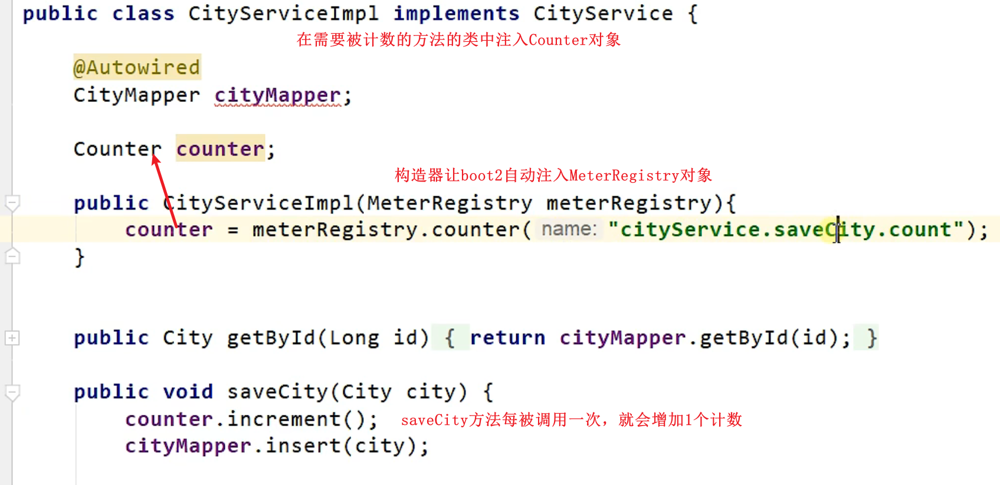 public class CityServiceImpl implements CityService {
在需要被计数的方法的类中注入Counter对象
@Autowired
CityMapper cityMapper;
Counter counter;
构造器让boot2自动注入MeterRegistry对象
public CityServiceImpl(MeterRegistry meterRegistry){
counter = meterRegistry.counter( name: "cityService.saveCity.count");
}
public City getById(Long id) { return cityMapper.getById(id); }
public void saveCity(City city) {
counter.increment(); saveCity方法每被调用一次，就会增加1个计数
cityMapper.insert(city);